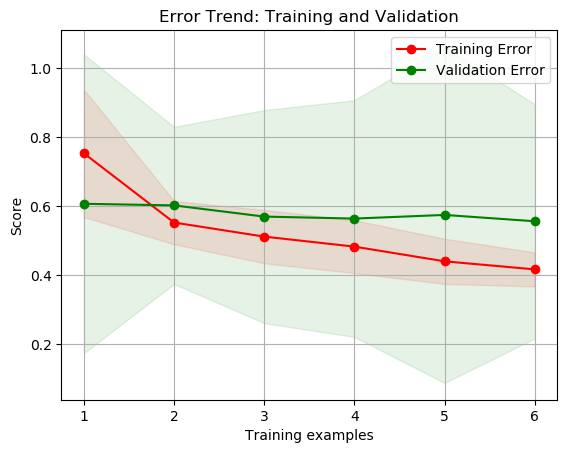 Error Trend: Training and Validation
Training Error
Validation Error
1.0
0.8
0.6
0.4
0.2
Score
1 2 3 4 5 6
Training examples